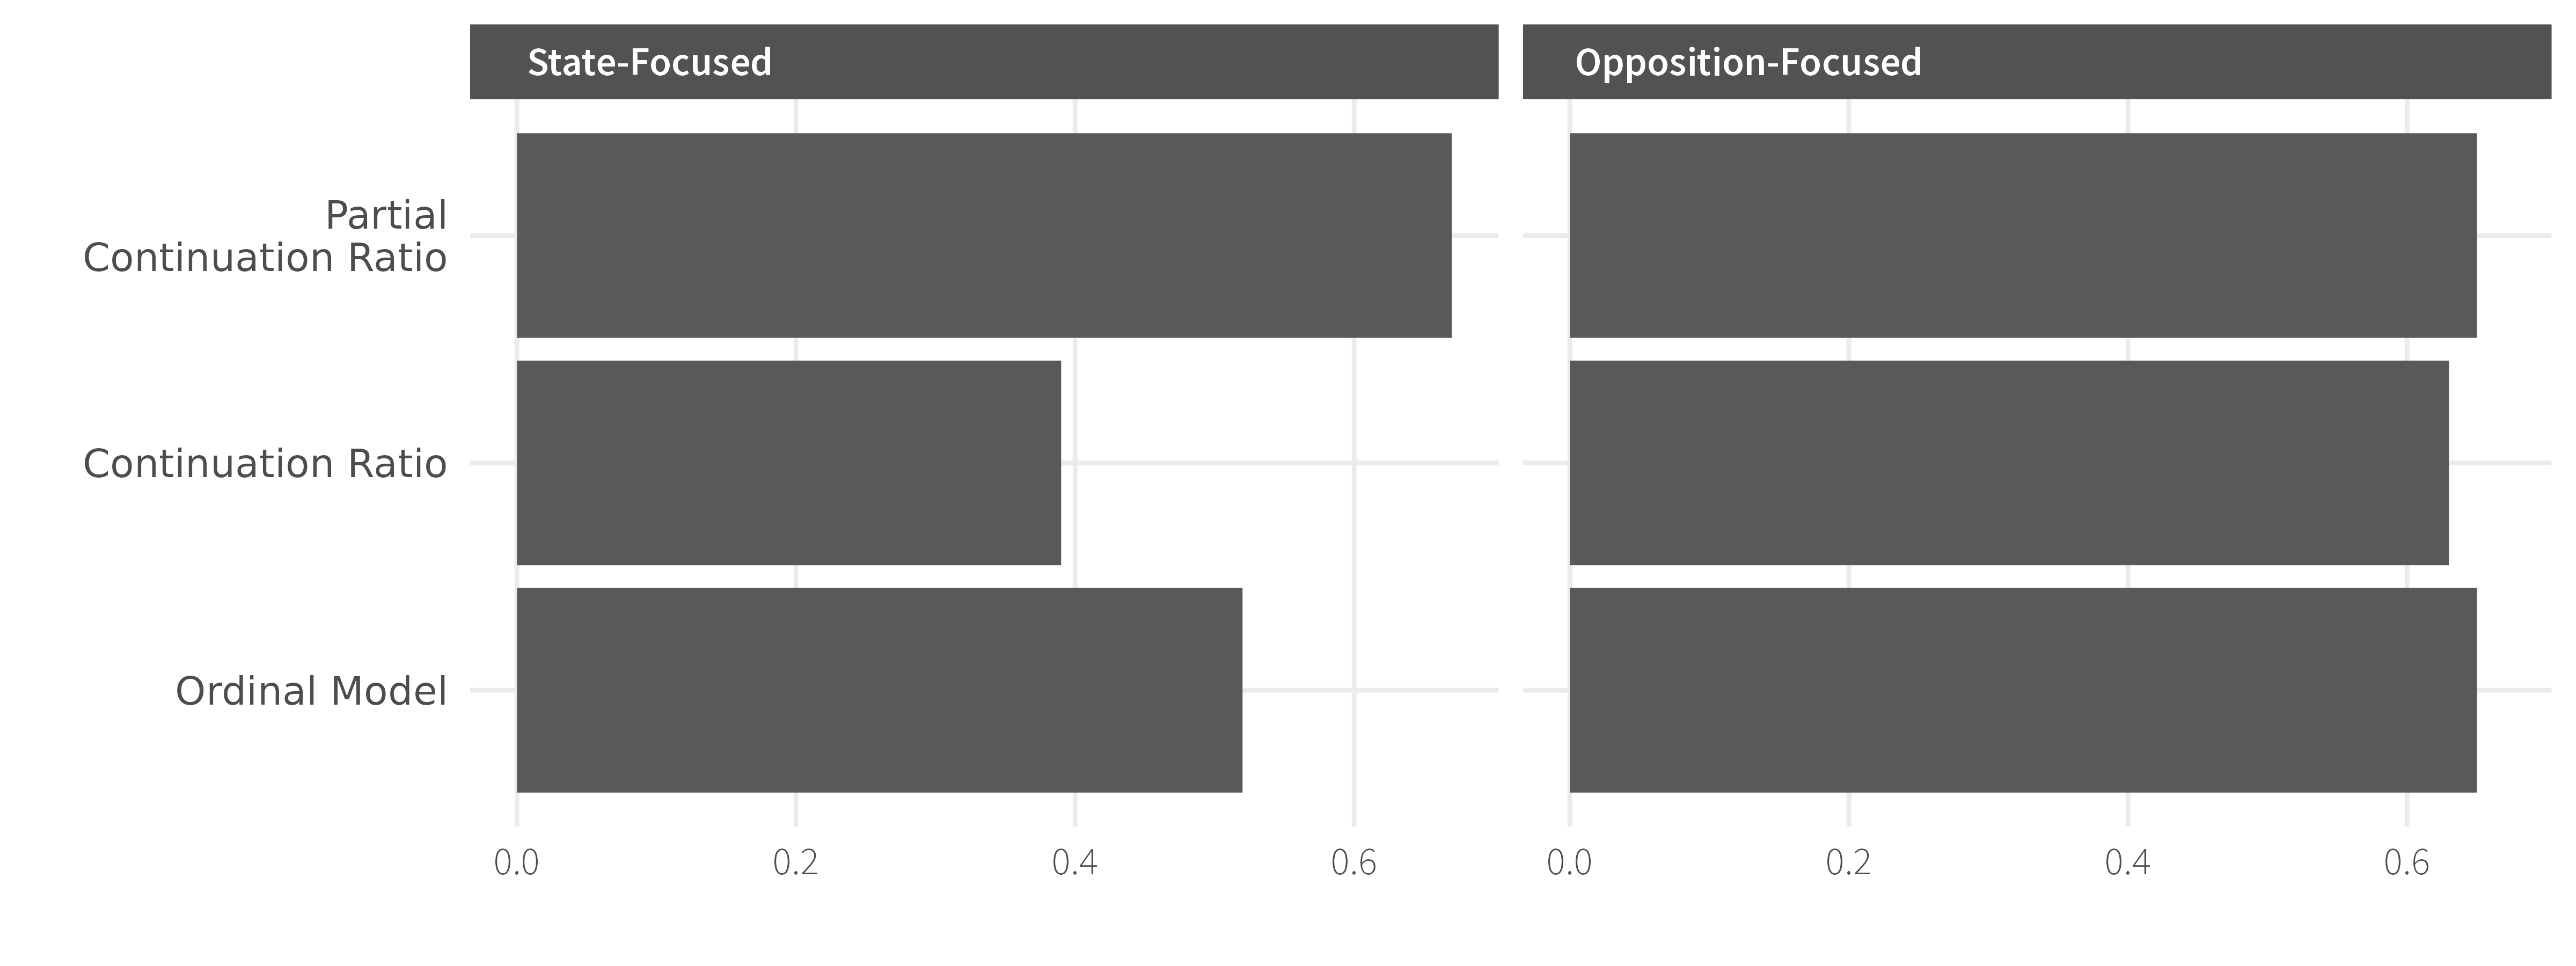 State-Focused
Opposition-Focused
Partial
Continuation Ratio
Continuation Ratio
Ordinal Model
0.0 0.2 0.4 0.6
0.0 0.2 0.4 0.6